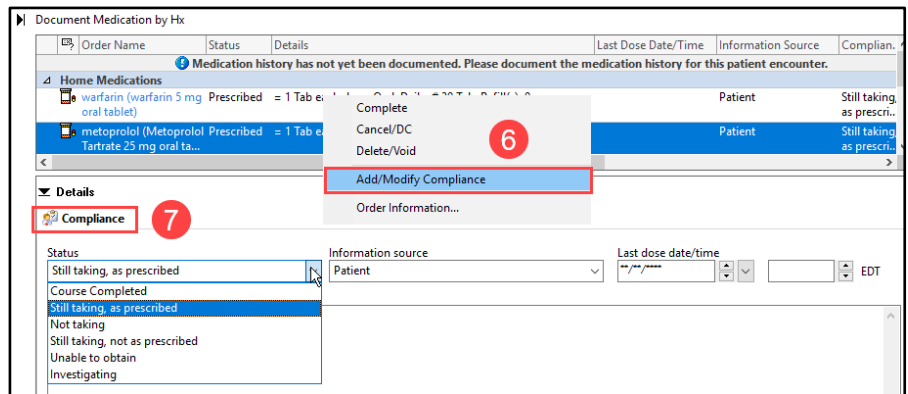 Document Medication by Hx
Order Name Status Details Last Dose Date/Time Information Source Complian.
Medication history has not yet been documented. Please document the medication history for this patient encounter.
Home Medications
warfarin (warfarin 5 mg Prescribed = 1 Tab Patient Still taking,
oral tablet) as prescri..
metoprolol (Metoprolol Prescribed = 1 Tab Patient Still taking
Tartrate 25 mg oral ta... as prescri..
Complete
Cancel/DC
Delete/Void
6
Add/Modify Compliance
Order Information...
Details
Compliance
7
Status Information source Last dose date/time
Still taking, as prescribed Patient **/**/**** EDT
Course Completed
Still taking, as prescribed
Not taking
Still taking, not as prescribed
Unable to obtain
Investigating